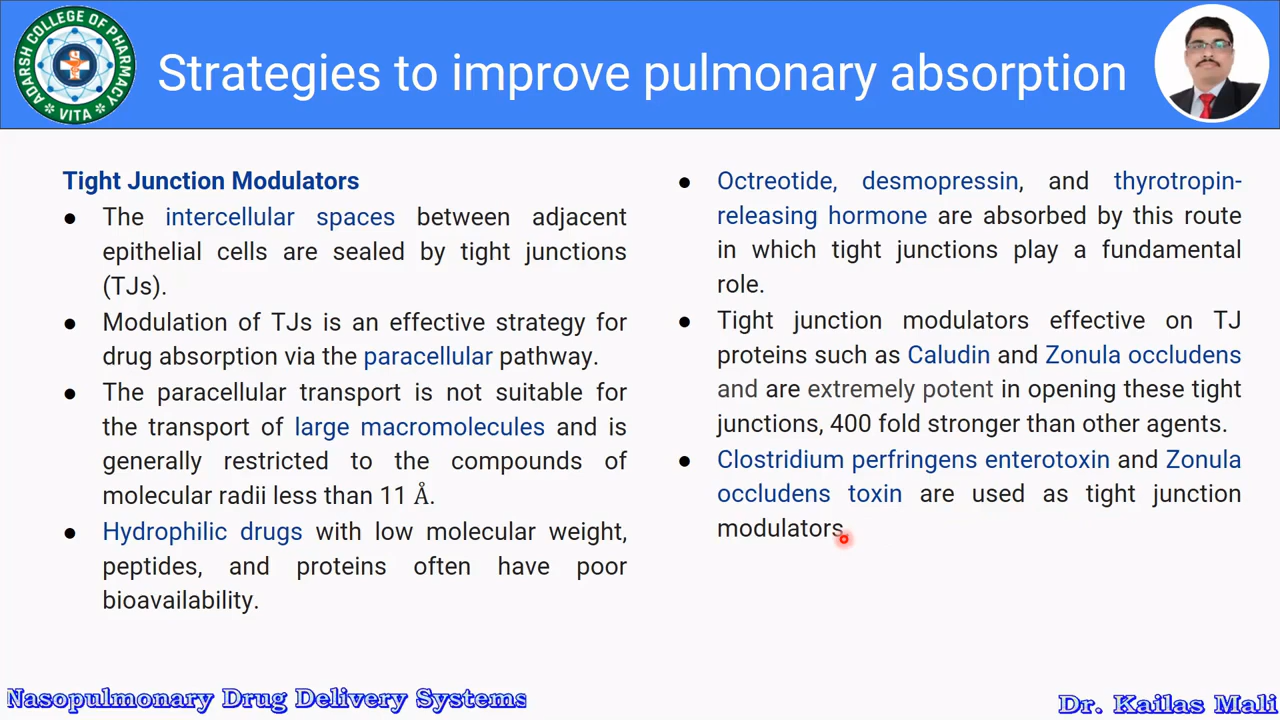 ADARSH COLLEGE OF PHARMACY
VITA
Strategies to improve pulmonary absorption
Tight Junction Modulators
● The intercellular spaces between adjacent
epithelial cells are sealed by tight junctions
(TJs).
● Modulation of TJs is an effective strategy for
drug absorption via the paracellular pathway.
● The paracellular transport is not suitable for
the transport of large macromolecules and is
generally restricted to the compounds of
molecular radii less than 11 Å.
● Hydrophilic drugs with low molecular weight,
peptides, and proteins often have poor
bioavailability.
● Octreotide, desmopressin, and thyrotropin-
releasing hormone are absorbed by this route
in which tight junctions play a fundamental
role.
● Tight junction modulators effective on TJ
proteins such as Caludin and Zonula occludens
and are extremely potent in opening these tight
junctions, 400 fold stronger than other agents.
● Clostridium perfringens enterotoxin and Zonula
occludens toxin are used as tight junction
modulators.
Nasopulmonary Drug Delivery Systems
Dr. Kailas Mali